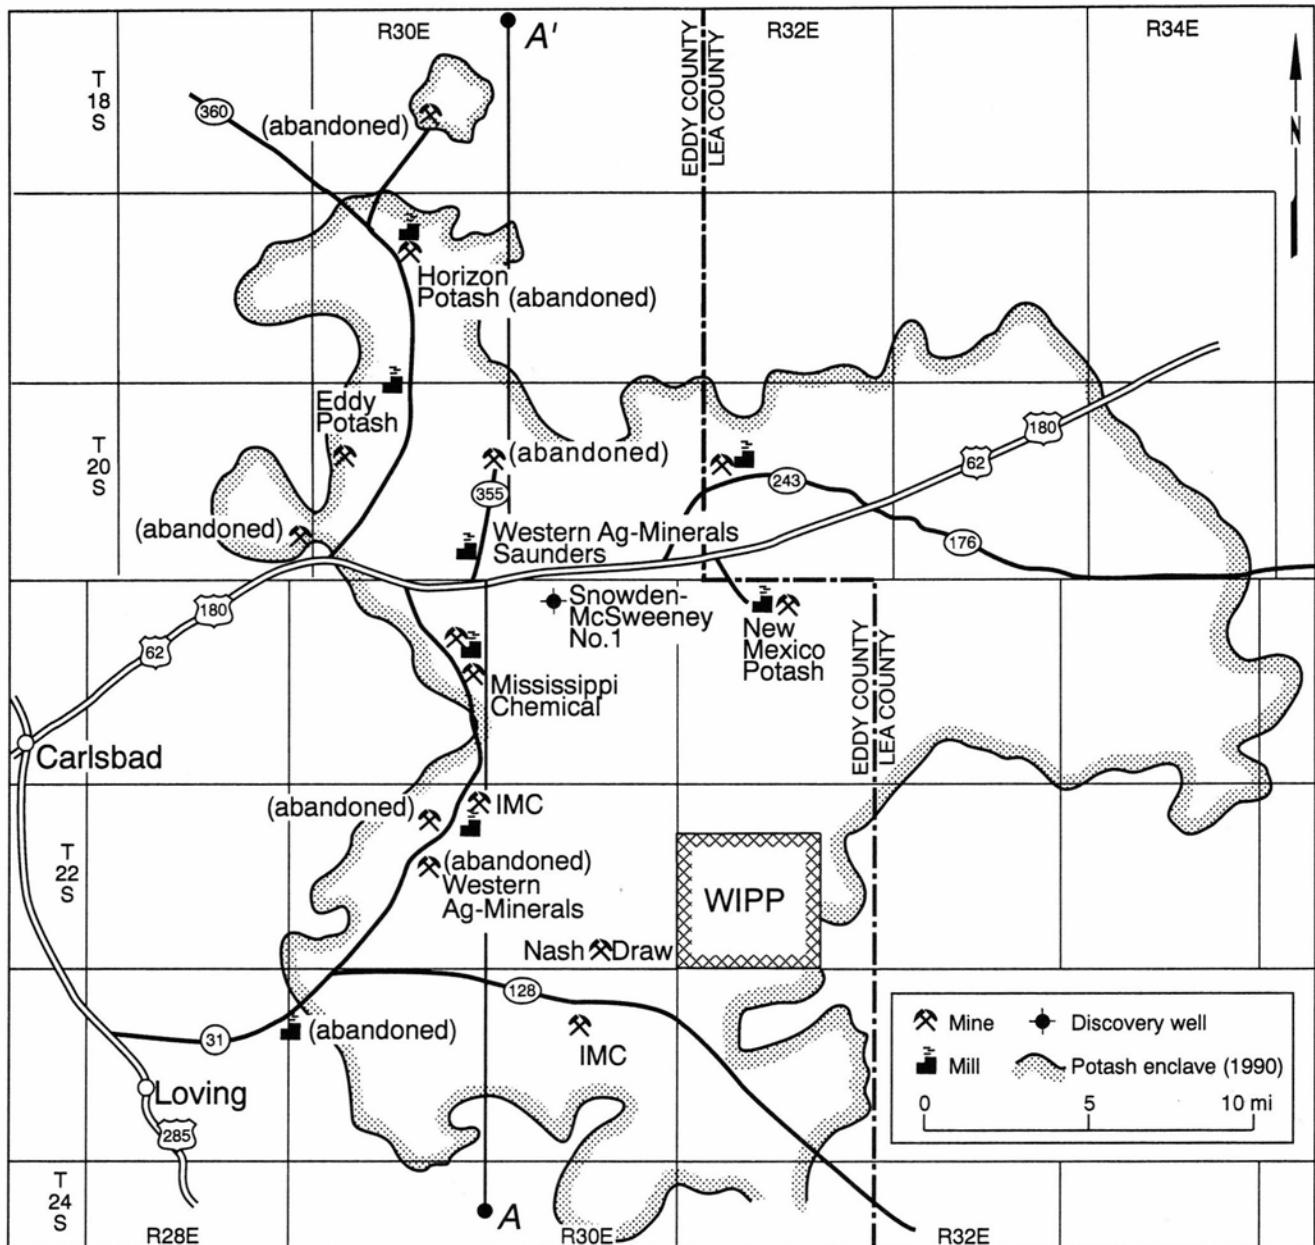 R30E
A'
R32E
R34E
T
18
S
360
(abandoned)
EDDY COUNTY
LEA COUNTY
N
Horizon
Potash (abandoned)
Eddy
Potash
T
20
S
(abandoned)
180
62
355
243
(abandoned)
Western Ag-Minerals
Saunders
176
180
62
Snowden-
McSweeney
No.1
New
Mexico
Potash
Mississippi
Chemical
EDDY COUNTY
LEA COUNTY
Carlsbad
(abandoned)
IMC
T
22
S
(abandoned)
Western
Ag-Minerals
WIPP
Nash Draw
128
31
(abandoned)
IMC
Mine
Discovery well
Mill
Potash enclave (1990)
0 5 10 mi
Loving
285
T
24
S
A
R28E
R30E
R32E